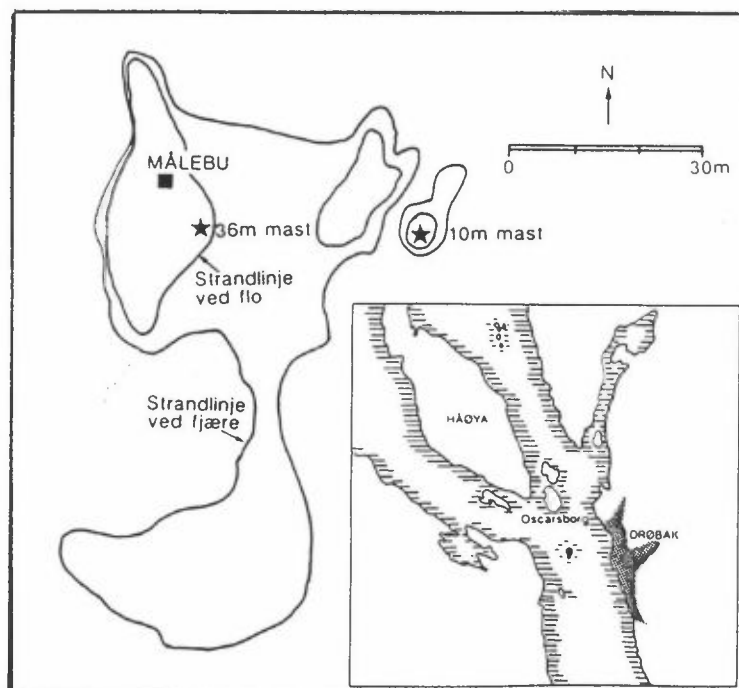 N
MÅLEBU
0 30m
36m mast
10m mast
Strandlinje
ved flo
Strandlinje
ved fjære
HÅØYA
Oscarsborg
DRØBAK